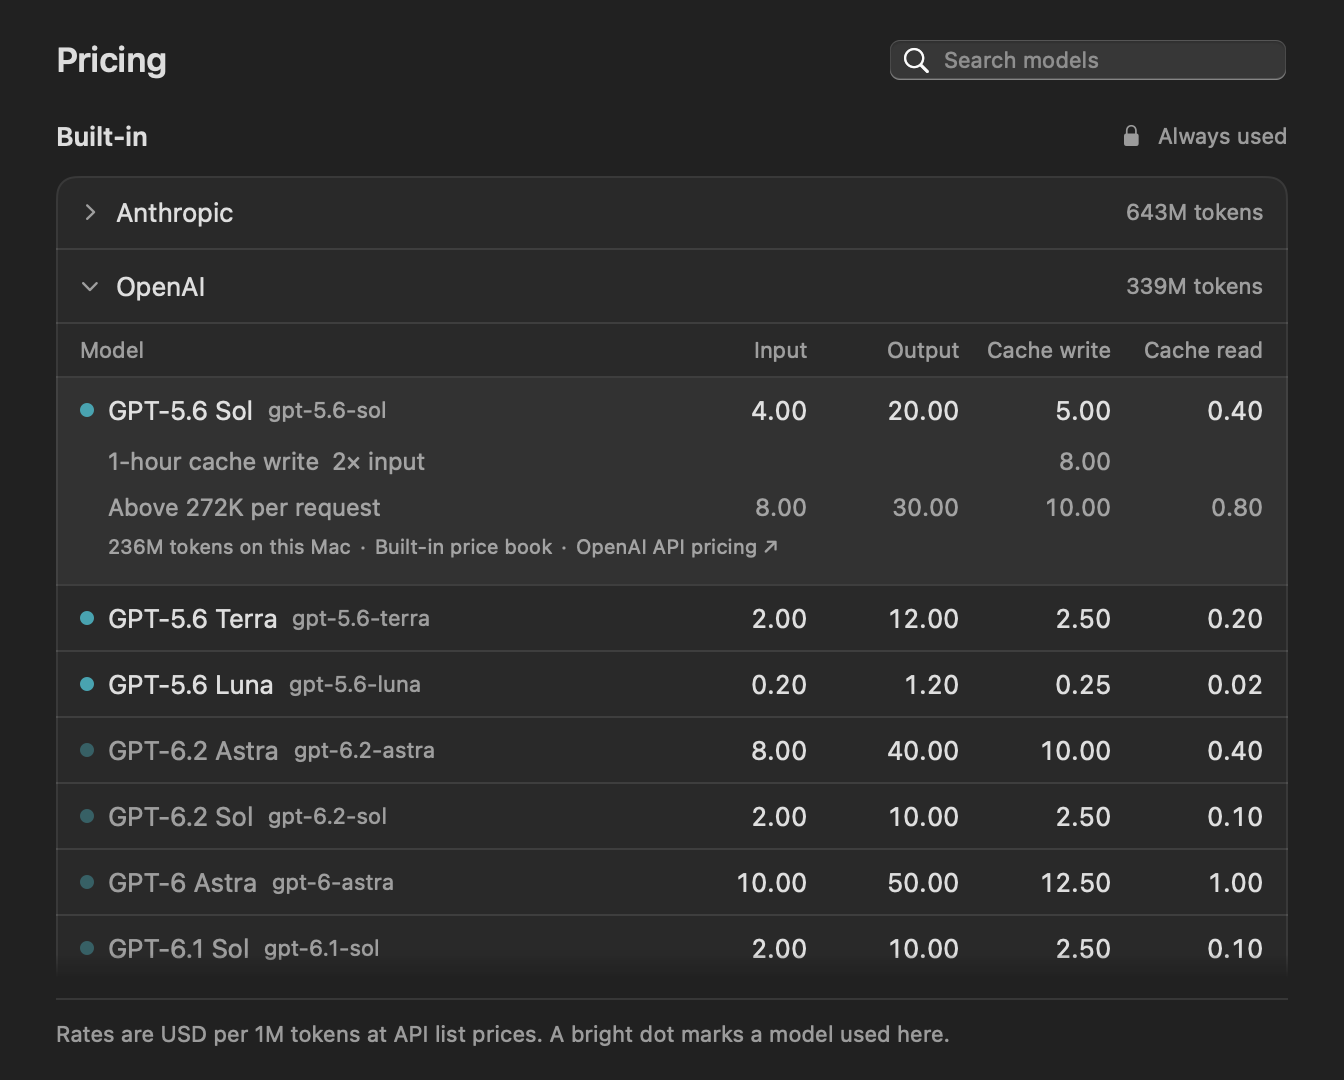 Pricing
Search models
Built-in
Always used
Anthropic 643M tokens
OpenAI 339M tokens
Model Input Output Cache write Cache read
GPT-5.6 Sol gpt-5.6-sol 4.00 20.00 5.00 0.40
1-hour cache write 2× input 8.00
Above 272K per request 8.00 30.00 10.00 0.80
236M tokens on this Mac · Built-in price book · OpenAI API pricing ↗
GPT-5.6 Terra gpt-5.6-terra 2.00 12.00 2.50 0.20
GPT-5.6 Luna gpt-5.6-luna 0.20 1.20 0.25 0.02
GPT-6.2 Astra gpt-6.2-astra 8.00 40.00 10.00 0.40
GPT-6.2 Sol gpt-6.2-sol 2.00 10.00 2.50 0.10
GPT-6 Astra gpt-6-astra 10.00 50.00 12.50 1.00
GPT-6.1 Sol gpt-6.1-sol 2.00 10.00 2.50 0.10
Rates are USD per 1M tokens at API list prices. A bright dot marks a model used here.